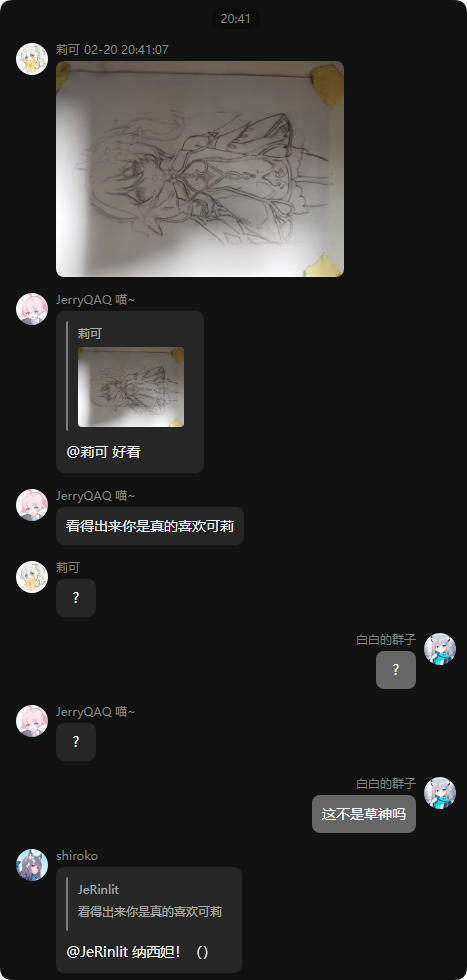 20:41
莉可 02-20 20:41:07
JerryQAQ 喵~
莉可
@莉可 好看
JerryQAQ 喵~
看得出来你是真的喜欢可莉
莉可
?
白白的群子
?
JerryQAQ 喵~
?
白白的群子
这不是草神吗
shiroko
JeRinlit
看得出来你是真的喜欢可莉
@JeRinlit 纳西妲！（）